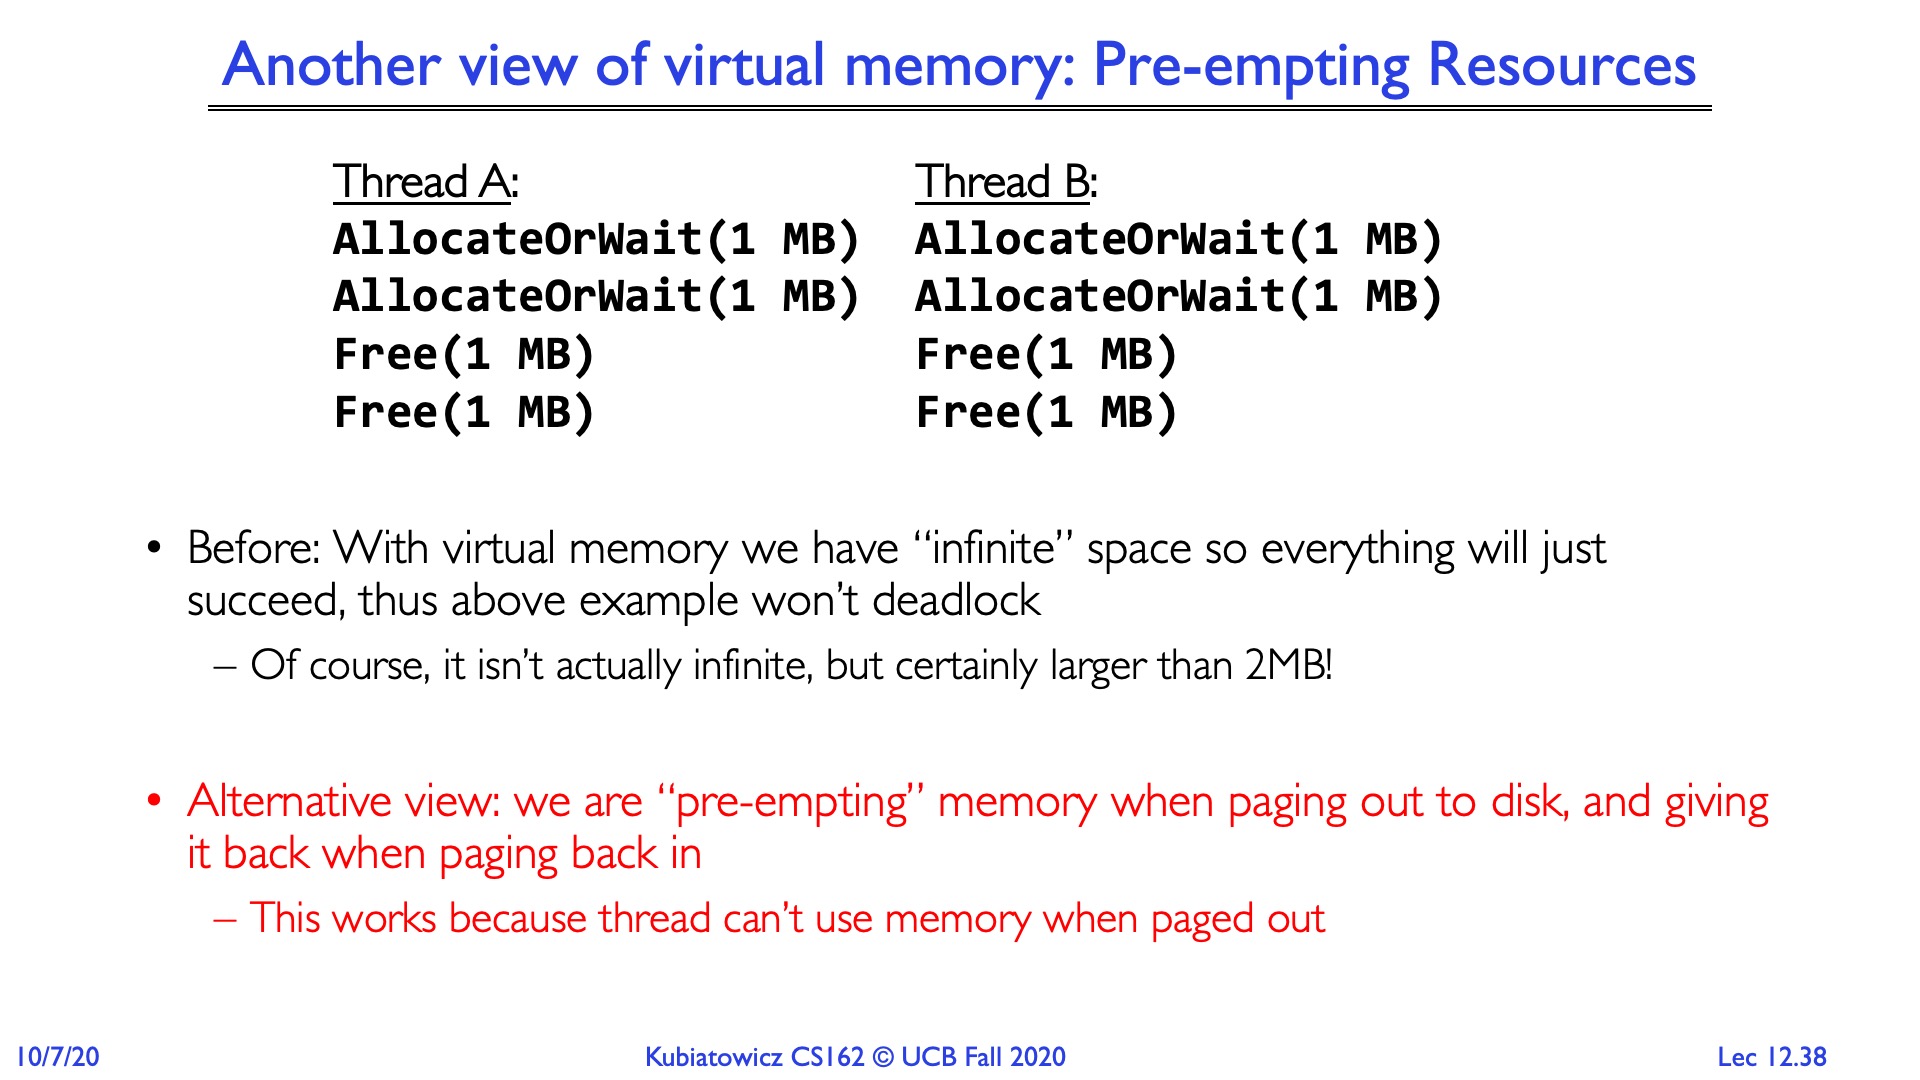 Another view of virtual memory: Pre-empting Resources
Thread A: Thread B:
AllocateOrWait(1 MB) AllocateOrWait(1 MB)
AllocateOrWait(1 MB) AllocateOrWait(1 MB)
Free(1 MB) Free(1 MB)
Free(1 MB) Free(1 MB)
• Before: With virtual memory we have “infinite” space so everything will just
succeed, thus above example won’t deadlock
– Of course, it isn’t actually infinite, but certainly larger than 2MB!
• Alternative view: we are “pre-empting” memory when paging out to disk, and giving
it back when paging back in
– This works because thread can’t use memory when paged out
10/7/20 Kubiatowicz CS162 © UCB Fall 2020 Lec 12.38